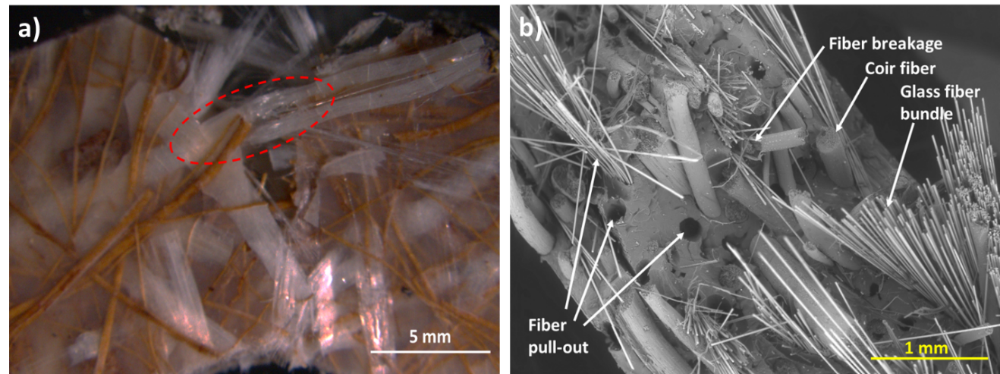 a)
5 mm
b)
Fiber breakage
Coir fiber
Glass fiber
bundle
Fiber
pull-out
1 mm